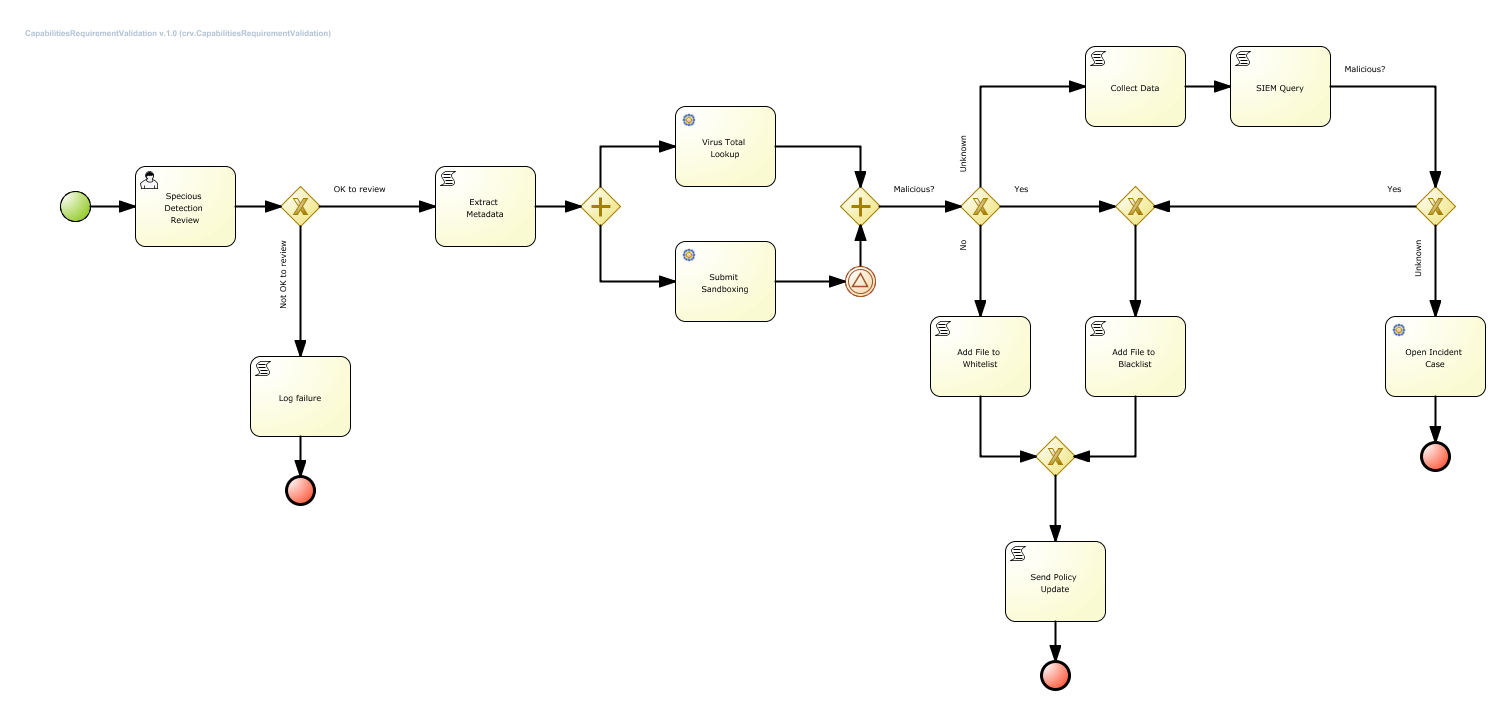 CapabilitiesRequirementValidation v.1.0 (crv.CapabilitiesRequirementValidation)
Specious
Detection
Review
OK to review
Not OK to review
Log failure
Extract
Metadata
Virus Total
Lookup
Submit
Sandboxing
Malicious?
Unknown
Yes
No
Collect Data
SIEM Query
Malicious?
Yes
Unknown
Add File to
Whitelist
Add File to
Blacklist
Open Incident
Case
Send Policy
Update